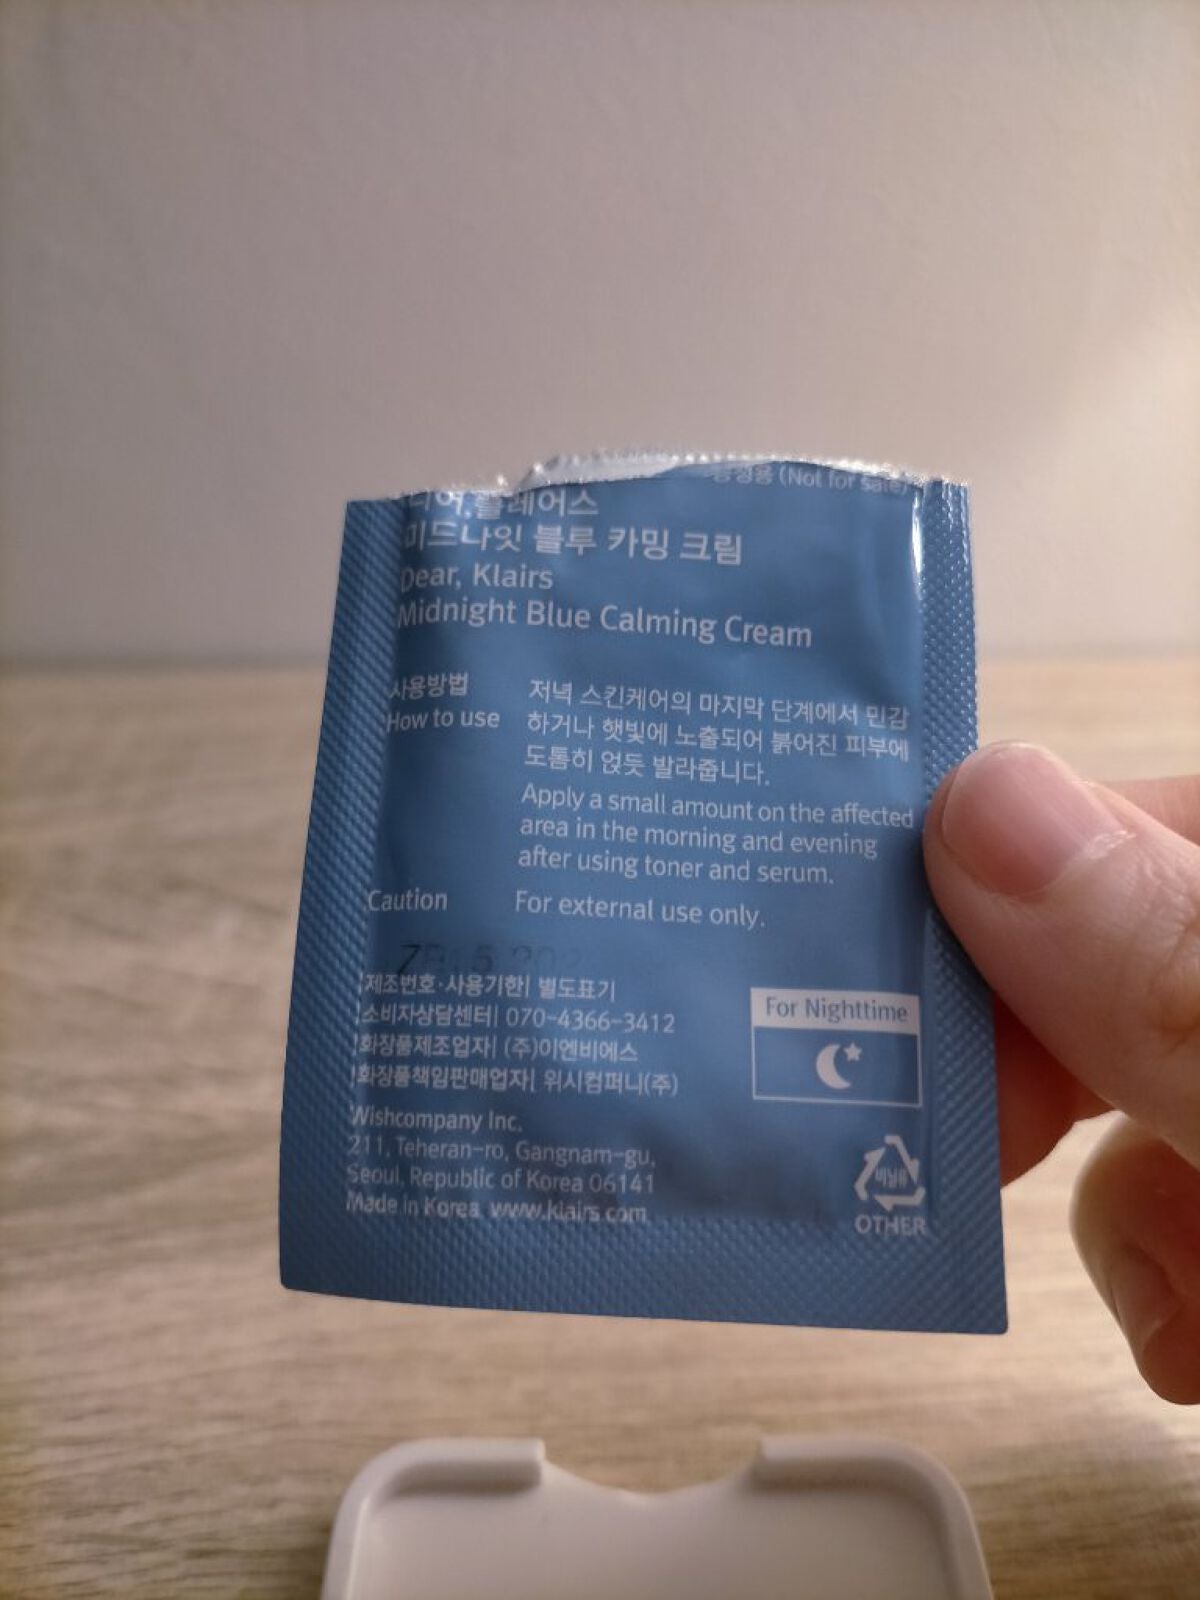 (Not for sale)
미드나잇 블루 카밍 크림
Dear, Klairs
Midnight Blue Calming Cream
사용방법
How to use
저녁 스킨케어의 마지막 단계에서 민감
하거나 햇빛에 노출되어 붉어진 피부에
도톰히 얹듯 발라줍니다.
Apply a small amount on the affected
area in the morning and evening
after using toner and serum.
Caution
For external use only.
제조번호·사용기한| 별도표기
소비자상담센터| 070-4366-3412
화장품제조업자| (주)이엔비에스
화장품책임판매업자| 위시컴퍼니(주)
Wishcompany Inc.
211, Teheran-ro, Gangnam-gu,
Seoul, Republic of Korea 06141
Made in Korea www.klairs.com
For Nighttime
비닐류
OTHER